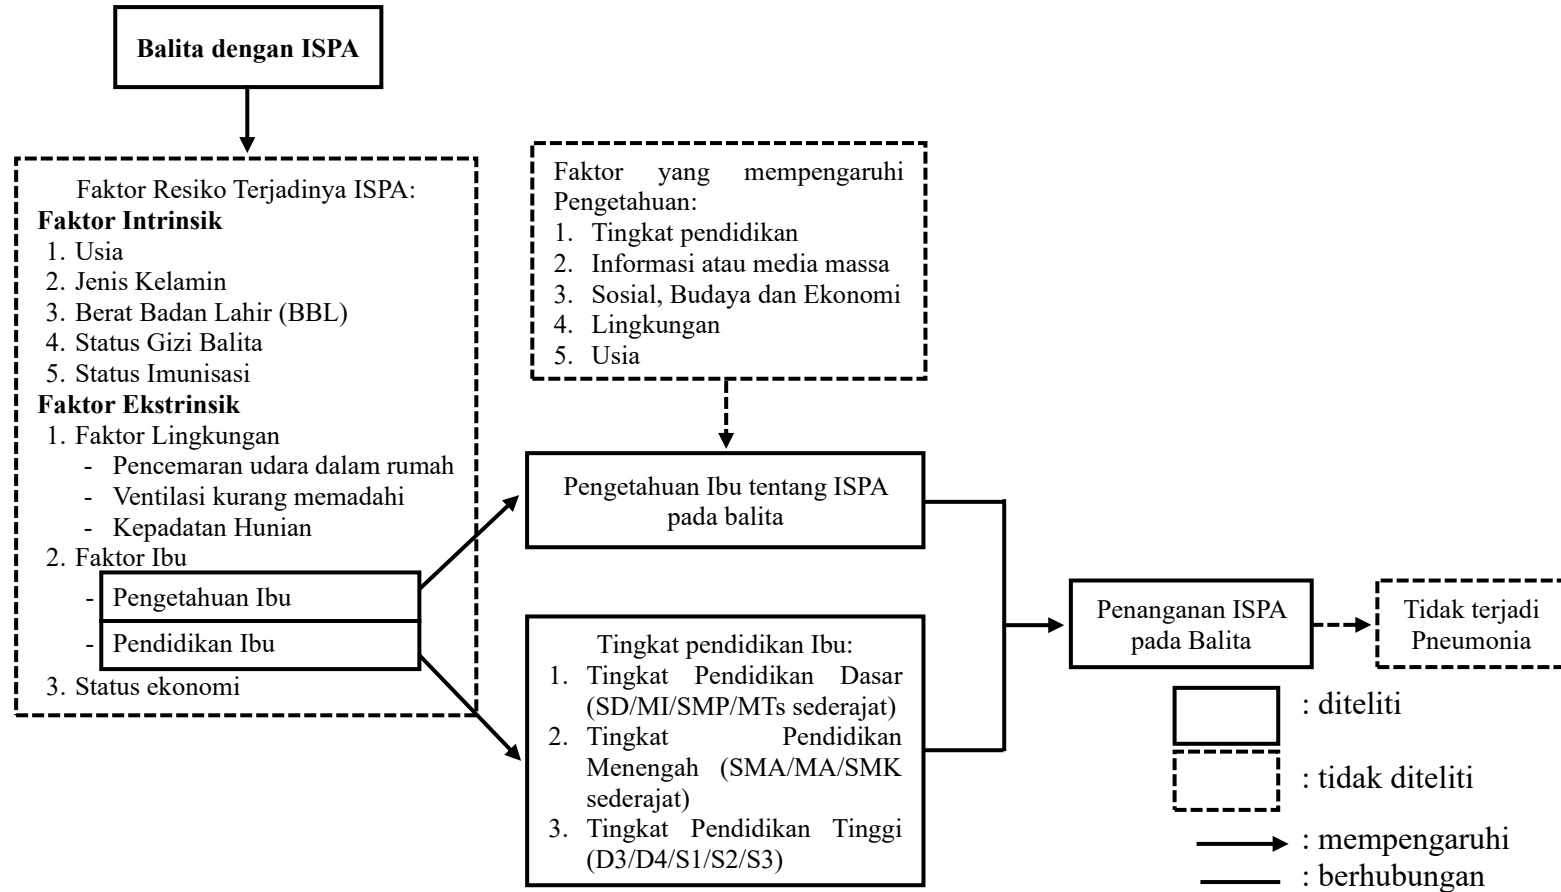 Balita dengan ISPA
Faktor Resiko Terjadinya ISPA:
Faktor Intrinsik
1. Usia
2. Jenis Kelamin
3. Berat Badan Lahir (BBL)
4. Status Gizi Balita
5. Status Imunisasi
Faktor Ekstrinsik
1. Faktor Lingkungan
- Pencemaran udara dalam rumah
- Ventilasi kurang memadahi
- Kepadatan Hunian
2. Faktor Ibu
- Pengetahuan Ibu
- Pendidikan Ibu
3. Status ekonomi
Faktor yang mempengaruhi
Pengetahuan:
1. Tingkat pendidikan
2. Informasi atau media massa
3. Sosial, Budaya dan Ekonomi
4. Lingkungan
5. Usia
Pengetahuan Ibu tentang ISPA
pada balita
Tingkat pendidikan Ibu:
1. Tingkat Pendidikan Dasar
(SD/MI/SMP/MTs sederajat)
2. Tingkat Pendidikan
Menengah (SMA/MA/SMK
sederajat)
3. Tingkat Pendidikan Tinggi
(D3/D4/S1/S2/S3)
Penanganan ISPA
pada Balita
Tidak terjadi
Pneumonia
: diteliti
: tidak diteliti
: mempengaruhi
: berhubungan